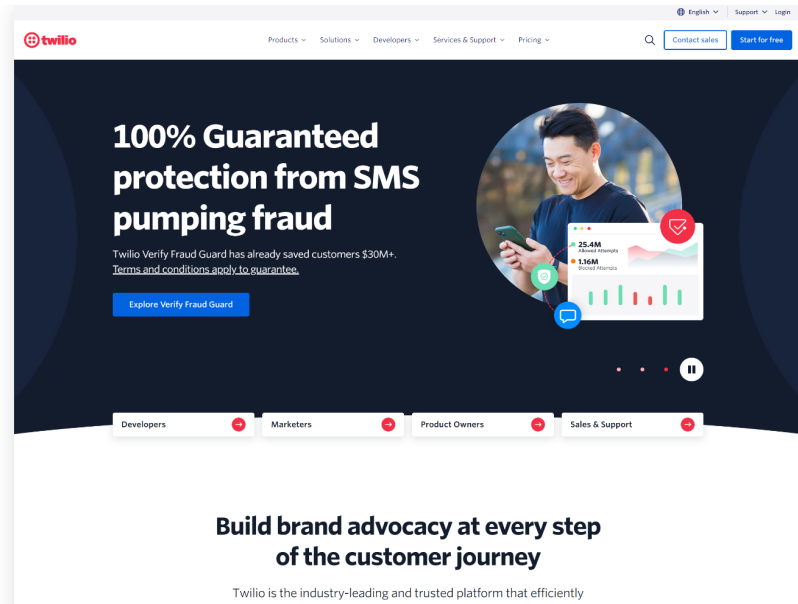 English
Support
Login
twilio
Products
Solutions
Developers
Services & Support
Pricing
Contact sales
Start for free
100% Guaranteed
protection from SMS
pumping fraud
Twilio Verify Fraud Guard has already saved customers $30M+.
Terms and conditions apply to guarantee.
Explore Verify Fraud Guard
25.4M
Allowed Attempts
1.16M
Blocked Attempts
Developers
Marketers
Product Owners
Sales & Support
Build brand advocacy at every step
of the customer journey
Twilio is the industry-leading and trusted platform that efficiently